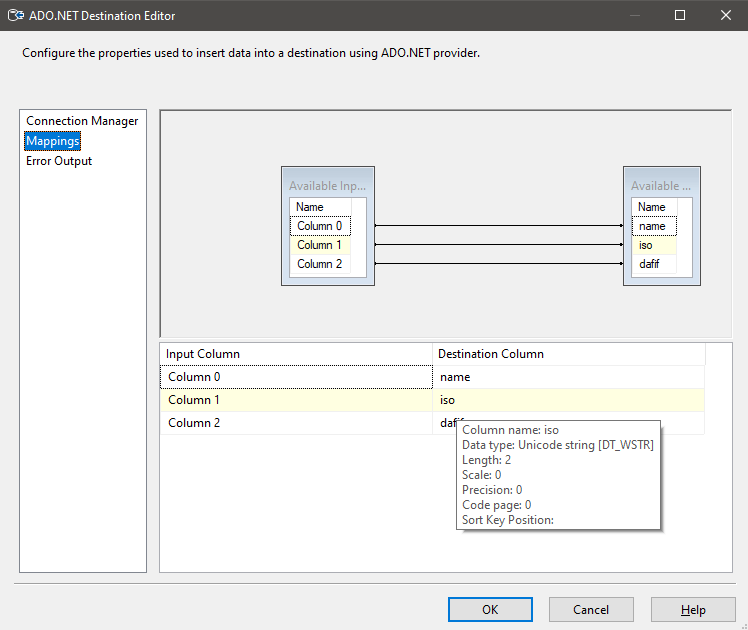 ADO.NET Destination Editor
Configure the properties used to insert data into a destination using ADO.NET provider.
Connection Manager
Mappings
Error Output
Available Inp...
Name
Column 0
Column 1
Column 2
Available ...
Name
name
iso
dafif
Input Column
Destination Column
Column 0
name
Column 1
iso
Column 2
Column name: iso
Data type: Unicode string [DT_WSTR]
Length: 2
Scale: 0
Precision: 0
Code page: 0
Sort Key Position:
OK
Cancel
Help